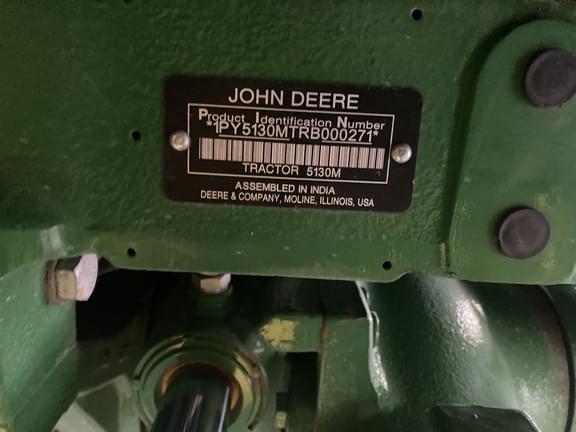 JOHN DEERE
Product Identification Number
*1PY5130MTRB000271*
TRACTOR 5130M
ASSEMBLED IN INDIA
DEERE & COMPANY, MOLINE, ILLINOIS, USA